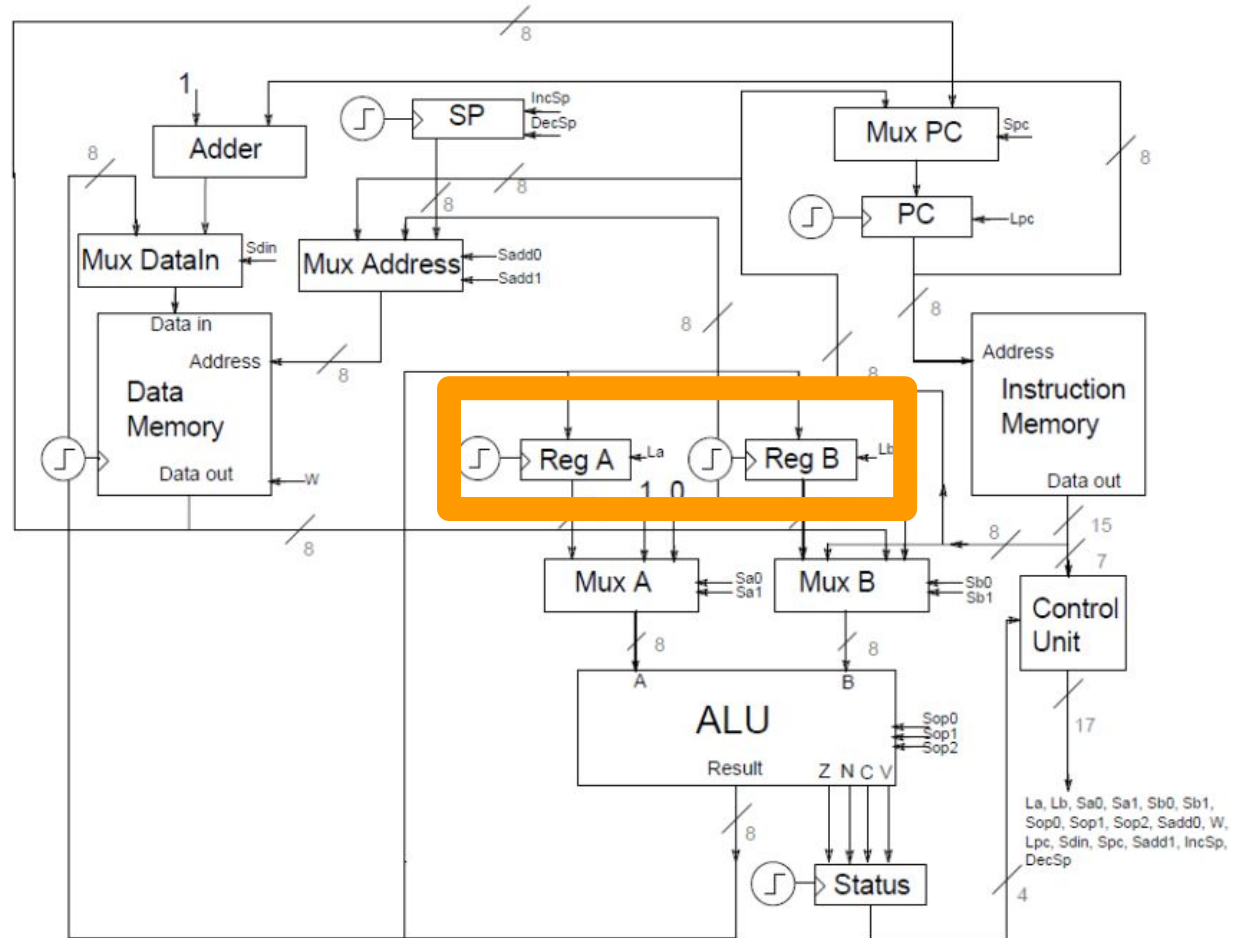 8
1
IncSp
SP
DecSp
Mux PC
Spc
Adder
8
8
8
8
PC
Lpc
Sdin
Mux DataIn
Mux Address
Sadd0
Sadd1
8
8
Data in
Address
8
8
8
Address
Data
Memory
Instruction
Memory
Reg A
La
Reg B
Lb
Data out
W
1 0
Data out
15
8
8
7
Mux A
Sa0
Sa1
Mux B
Sb0
Sb1
Control
Unit
8
8
A
B
ALU
Sop0
Sop1
Sop2
17
Result
Z N C V
La, Lb, Sa0, Sa1, Sb0, Sb1,
Sop0, Sop1, Sop2, Sadd0, W,
Lpc, Sdin, Spc, Sadd1, IncSp,
DecSp
8
Status
4